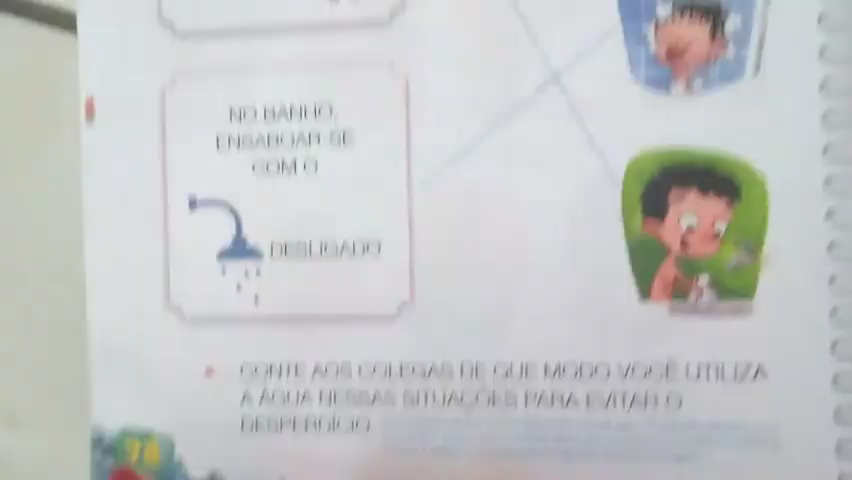 NO BANHO,
ENSABOAR-SE
COM O
DESLIGADO
• CONTE AOS COLEGAS DE QUE MODO VOCÊ UTILIZA
A ÁGUA NESSAS SITUAÇÕES PARA EVITAR O
DESPERDÍCIO.
78